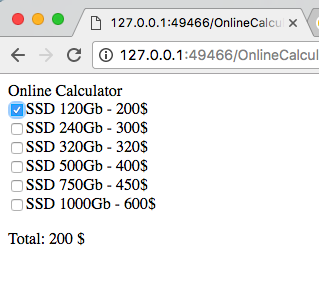 127.0.0.1:49466/OnlineCalcu
127.0.0.1:49466/OnlineCalcul
Online Calculator
SSD 120Gb - 200$
SSD 240Gb - 300$
SSD 320Gb - 320$
SSD 500Gb - 400$
SSD 750Gb - 450$
SSD 1000Gb - 600$
Total: 200 $